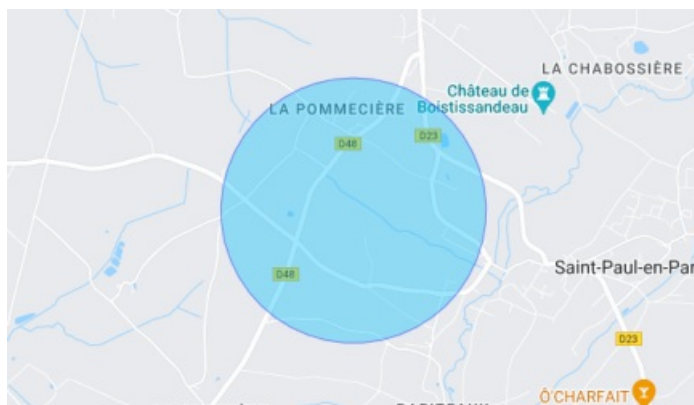 LA CHABOSSIÈRE
Château de
Boistissandeau
LA POMMECIÈRE
D23
D48
Saint-Paul-en-Par
D48
D23
Ô'CHARFAIT